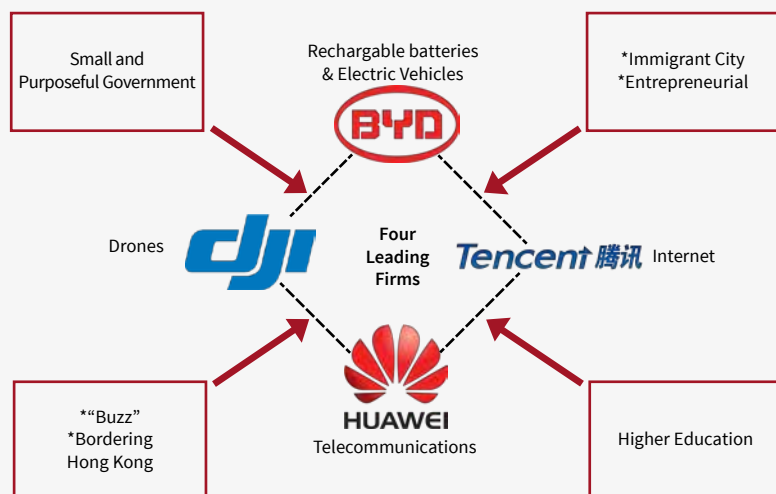 Small and
Purposeful Government
Rechargable batteries
& Electric Vehicles
*Immigrant City
*Entrepreneurial
BYD
Drones
dji
Four
Leading
Firms
Tencent 腾讯
Internet
*“Buzz”
*Bordering
Hong Kong
HUAWEI
Telecommunications
Higher Education